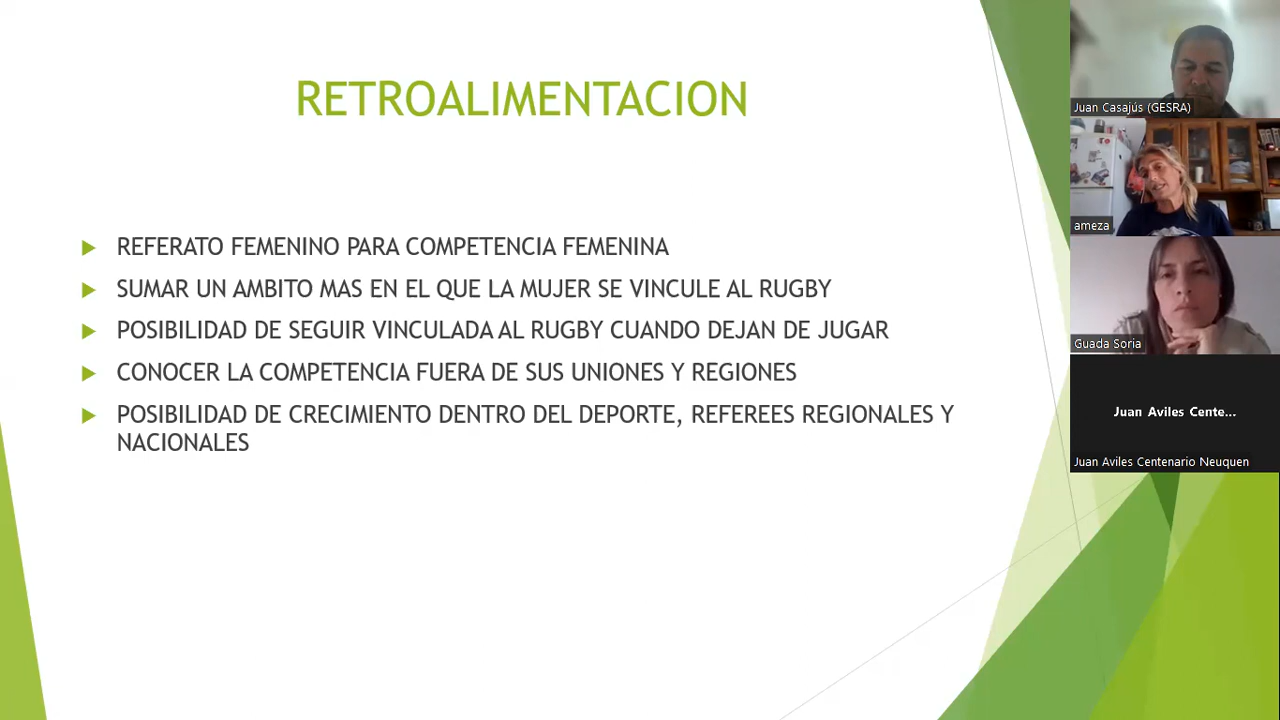 RETROALIMENTACION
REFERATO FEMENINO PARA COMPETENCIA FEMENINA
SUMAR UN AMBITO MAS EN EL QUE LA MUJER SE VINCULE AL RUGBY
POSIBILIDAD DE SEGUIR VINCULADA AL RUGBY CUANDO DEJAN DE JUGAR
CONOCER LA COMPETENCIA FUERA DE SUS UNIONES Y REGIONES
POSIBILIDAD DE CRECIMIENTO DENTRO DEL DEPORTE, REFEREES REGIONALES Y
NACIONALES
Juan Casajús (GESRA)
ameza
Guada Soria
Juan Aviles Cente...
Juan Aviles Centenario Neuquen